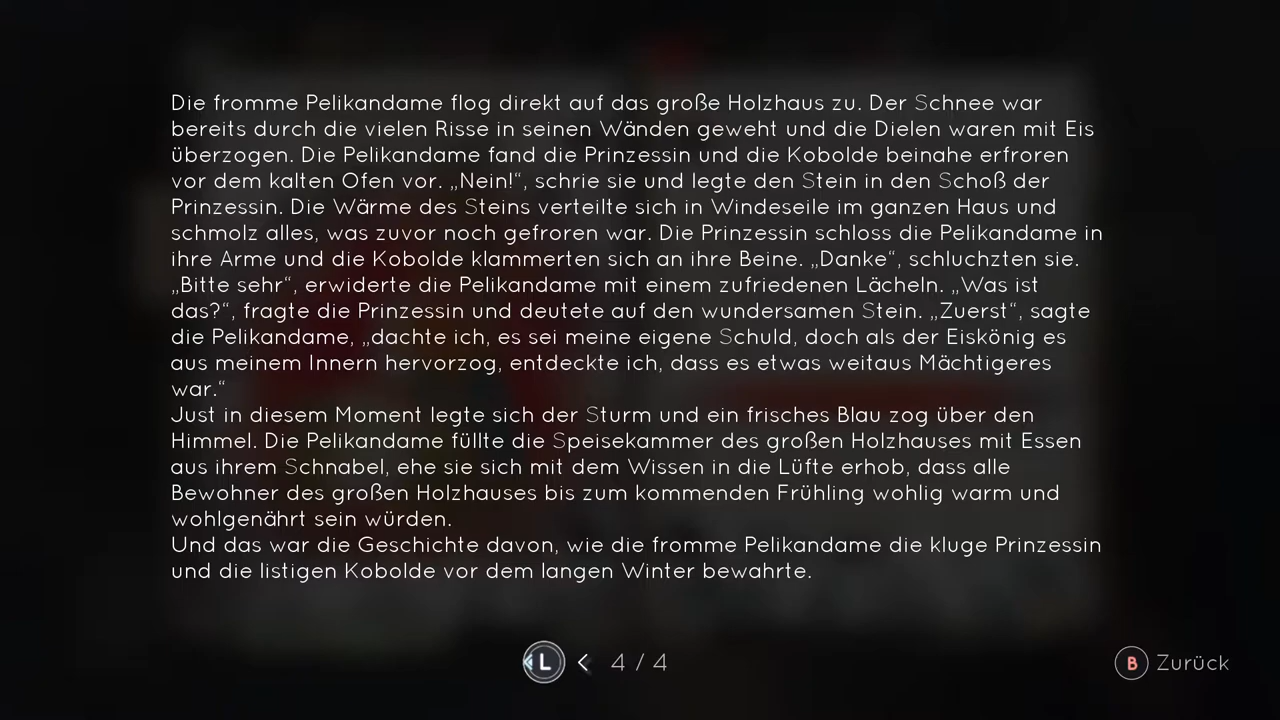 Die fromme Pelikandame flog direkt auf das große Holzhaus zu. Der Schnee war
bereits durch die vielen Risse in seinen Wänden geweht und die Dielen waren mit Eis
überzogen. Die Pelikandame fand die Prinzessin und die Kobolde beinahe erfroren
vor dem kalten Ofen vor. „Nein!“, schrie sie und legte den Stein in den Schoß der
Prinzessin. Die Wärme des Steins verteilte sich in Windeseile im ganzen Haus und
schmolz alles, was zuvor noch gefroren war. Die Prinzessin schloss die Pelikandame in
ihre Arme und die Kobolde klammerten sich an ihre Beine. „Danke“, schluchzten sie.
„Bitte sehr“, erwiderte die Pelikandame mit einem zufriedenen Lächeln. „Was ist
das?“, fragte die Prinzessin und deutete auf den wundersamen Stein. „Zuerst“, sagte
die Pelikandame, „dachte ich, es sei meine eigene Schuld, doch als der Eiskönig es
aus meinem Innern hervorzog, entdeckte ich, dass es etwas weitaus Mächtigeres
war.“
Just in diesem Moment legte sich der Sturm und ein frisches Blau zog über den
Himmel. Die Pelikandame füllte die Speisekammer des großen Holzhauses mit Essen
aus ihrem Schnabel, ehe sie sich mit dem Wissen in die Lüfte erhob, dass alle
Bewohner des großen Holzhauses bis zum kommenden Frühling wohlig warm und
wohlgenährt sein würden.
Und das war die Geschichte davon, wie die fromme Pelikandame die kluge Prinzessin
und die listigen Kobolde vor dem langen Winter bewahrte.
L < 4 / 4
B Zurück